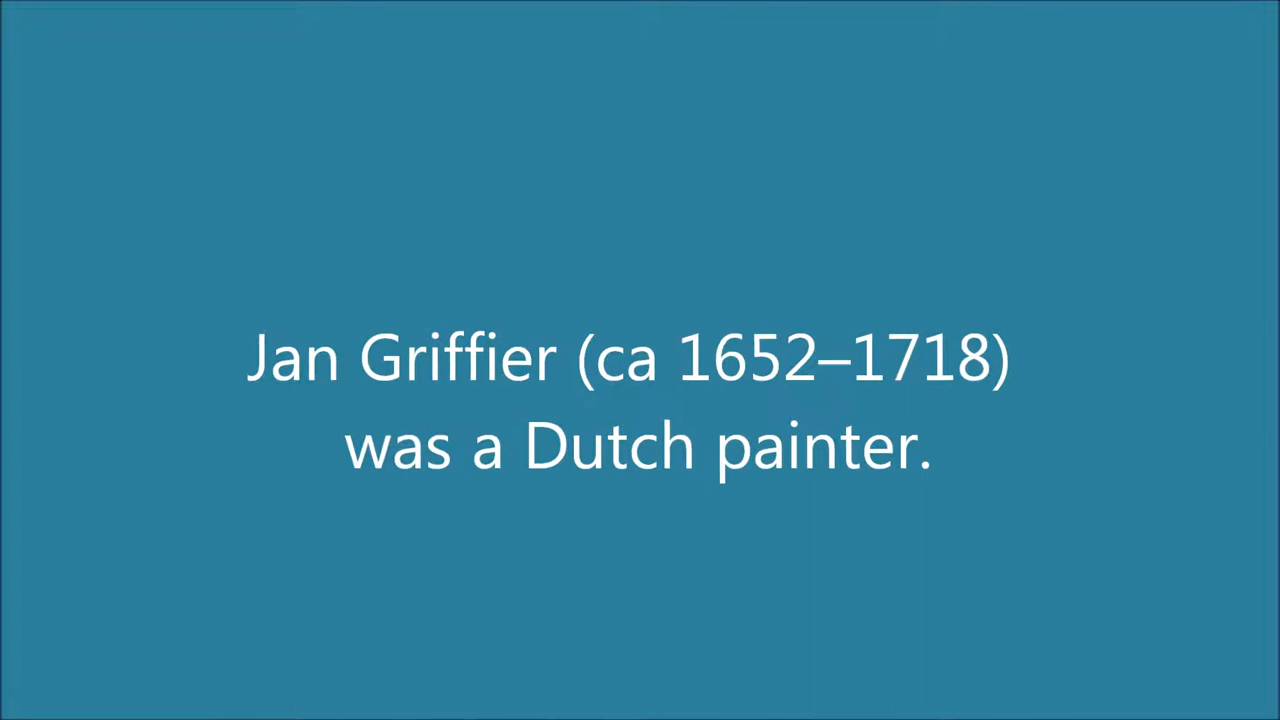 Jan Griffier (ca 1652–1718)
was a Dutch painter.